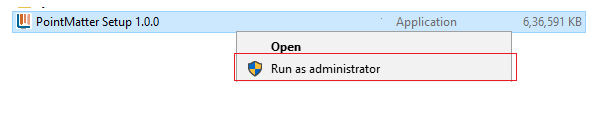 PointMatter Setup 1.0.0 Application 6,36,591 KB
Open
Run as administrator